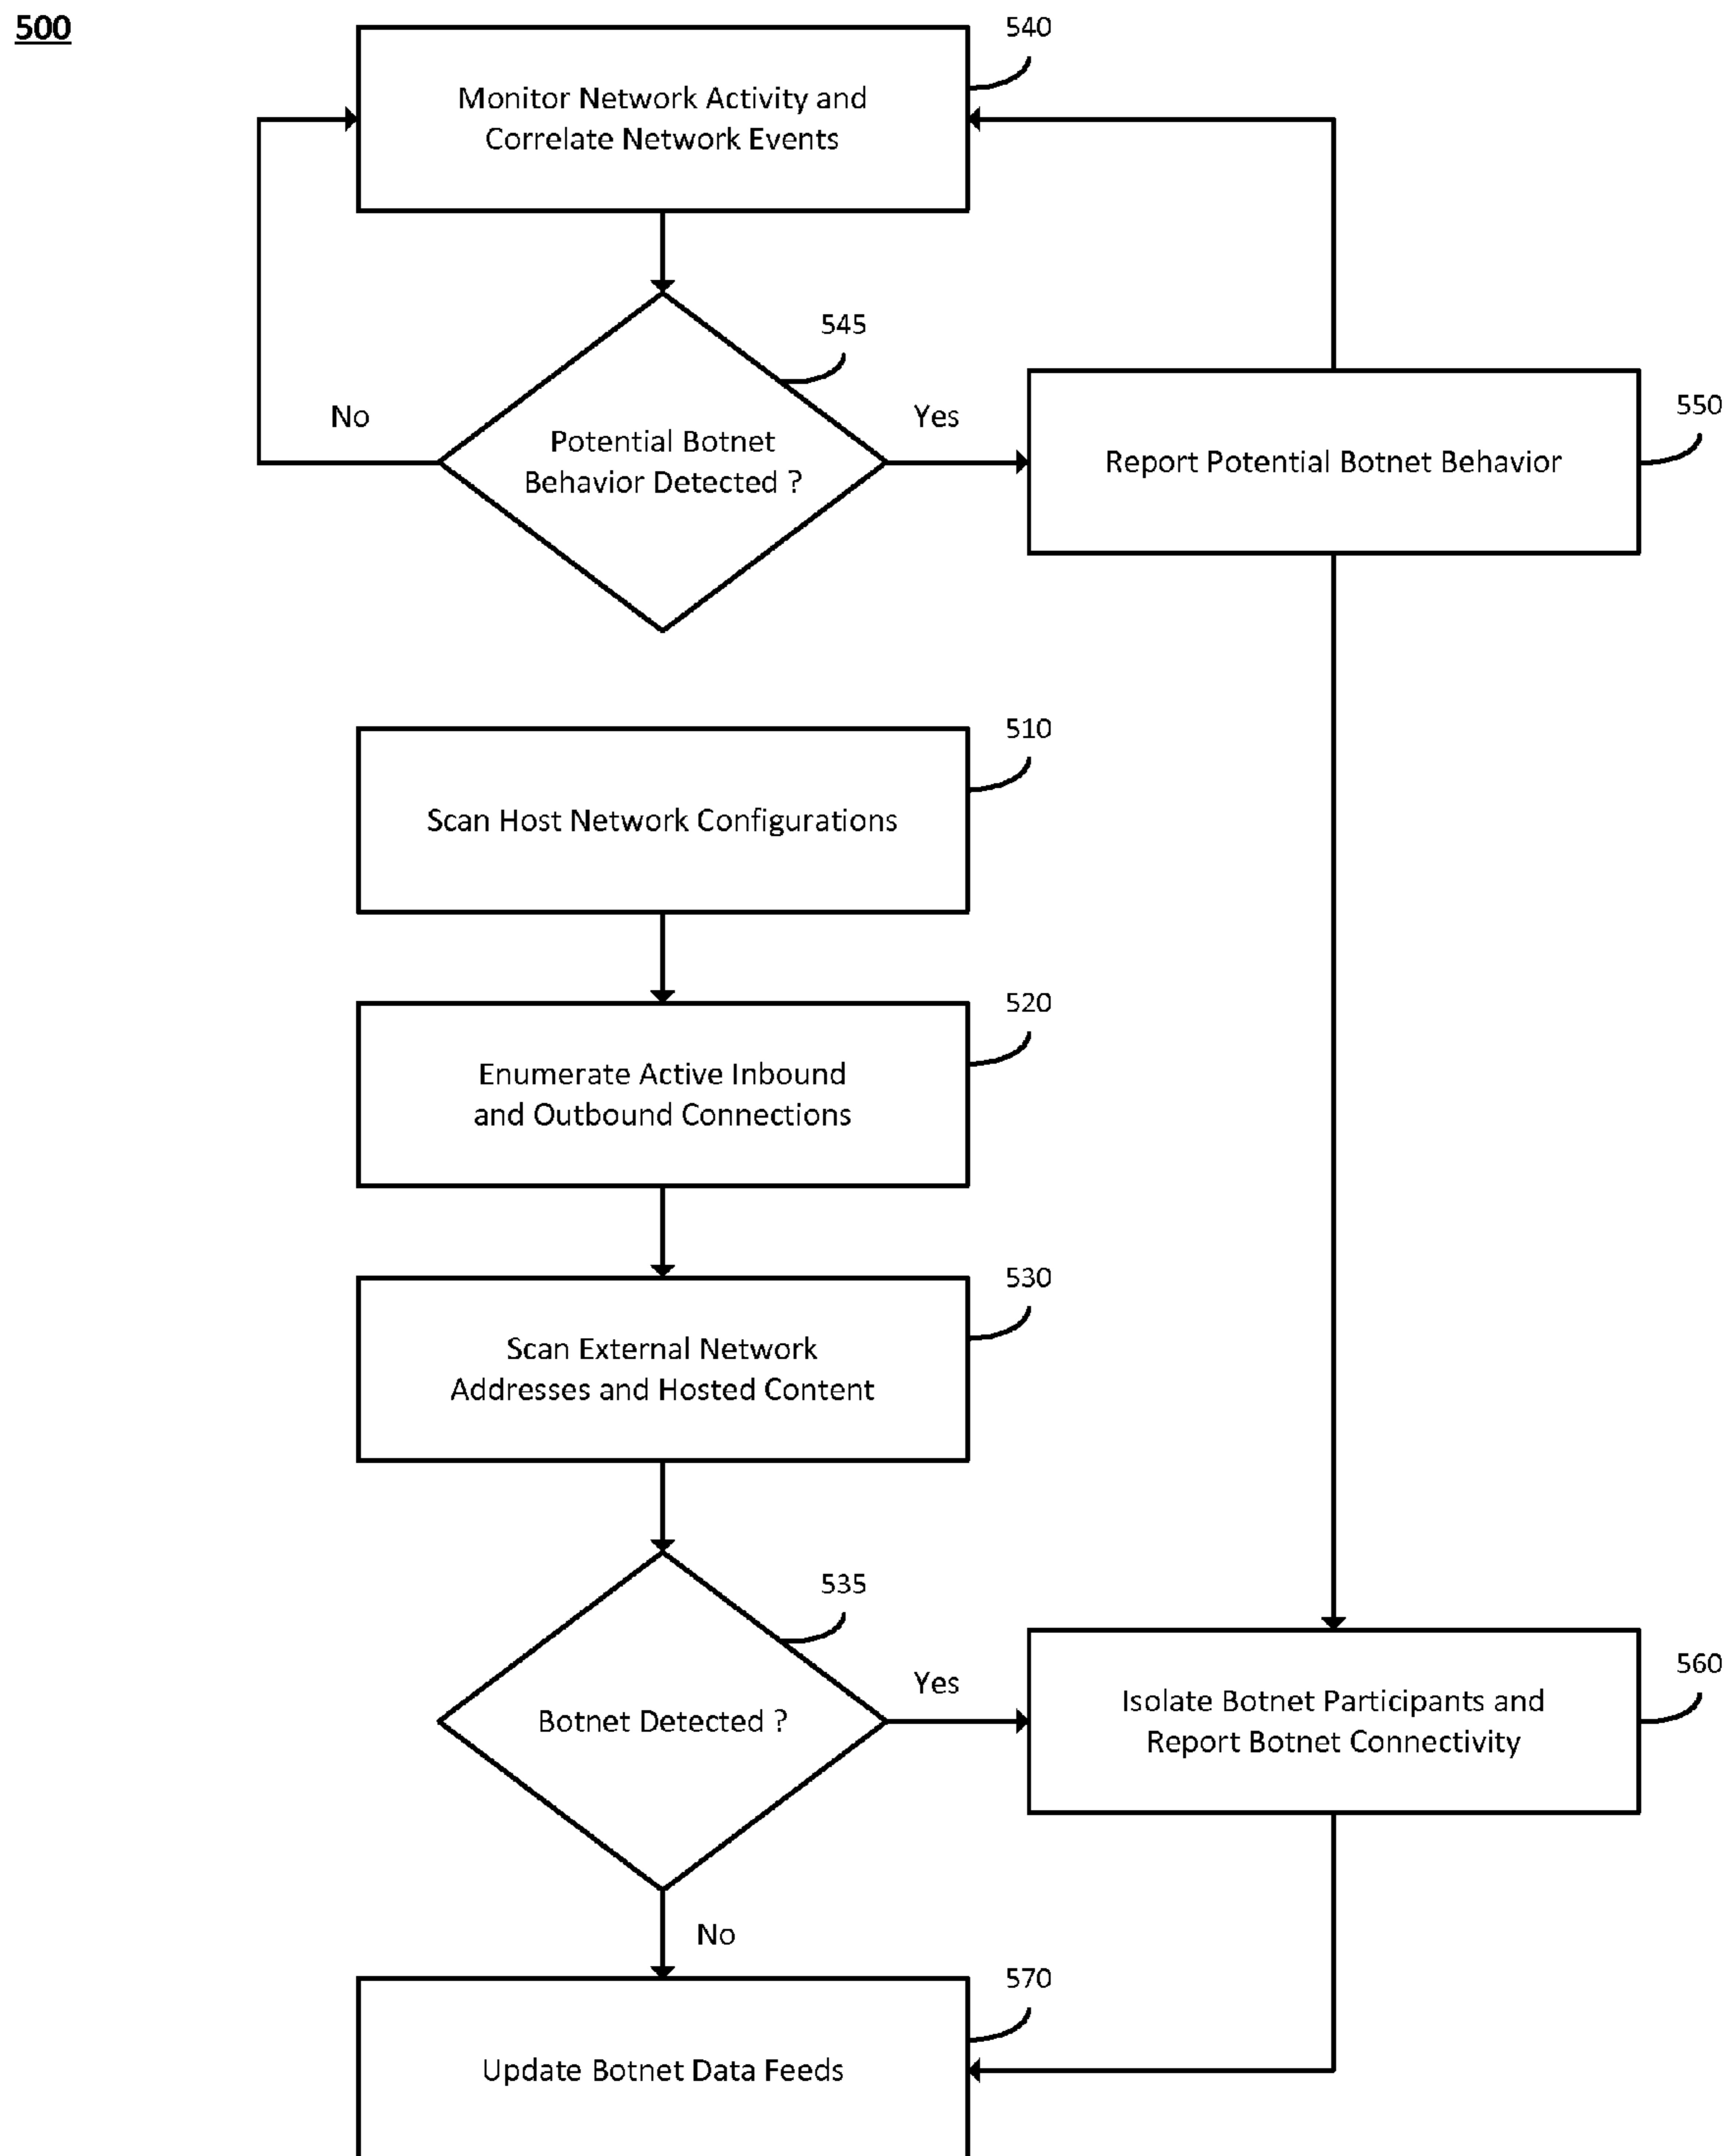 500
540
Monitor Network Activity and
Correlate Network Events
545
No
Yes
Potential Botnet
Behavior Detected ?
550
Report Potential Botnet Behavior
510
Scan Host Network Configurations
520
Enumerate Active Inbound
and Outbound Connections
530
Scan External Network
Addresses and Hosted Content
535
Yes
Botnet Detected ?
560
Isolate Botnet Participants and
Report Botnet Connectivity
No
570
Update Botnet Data Feeds